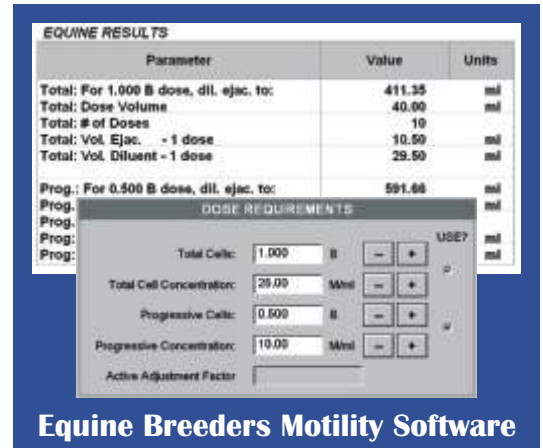 EQUINE RESULTS
Parameter Value Units
Total: For 1.000 B dose, dil. ejac. to: 411.35 ml
Total: Dose Volume 40.00 ml
Total: # of Doses 10
Total: Vol. Ejac. - 1 dose 10.50 ml
Total: Vol. Diluent - 1 dose 29.50 ml
Prog.: For 0.500 B dose, dil. ejac. to: 591.66 ml
Prog. ml
Prog.
Prog: ml
Prog: ml
DOSE REQUIREMENTS
USE?
Total Cells: 1.000 B - +
Total Cell Concentration: 25.00 M/ml - +
Progressive Cells: 0.500 B - +
Progressive Concentration: 10.00 M/ml - +
Active Adjustment Factor
Equine Breeders Motility Software